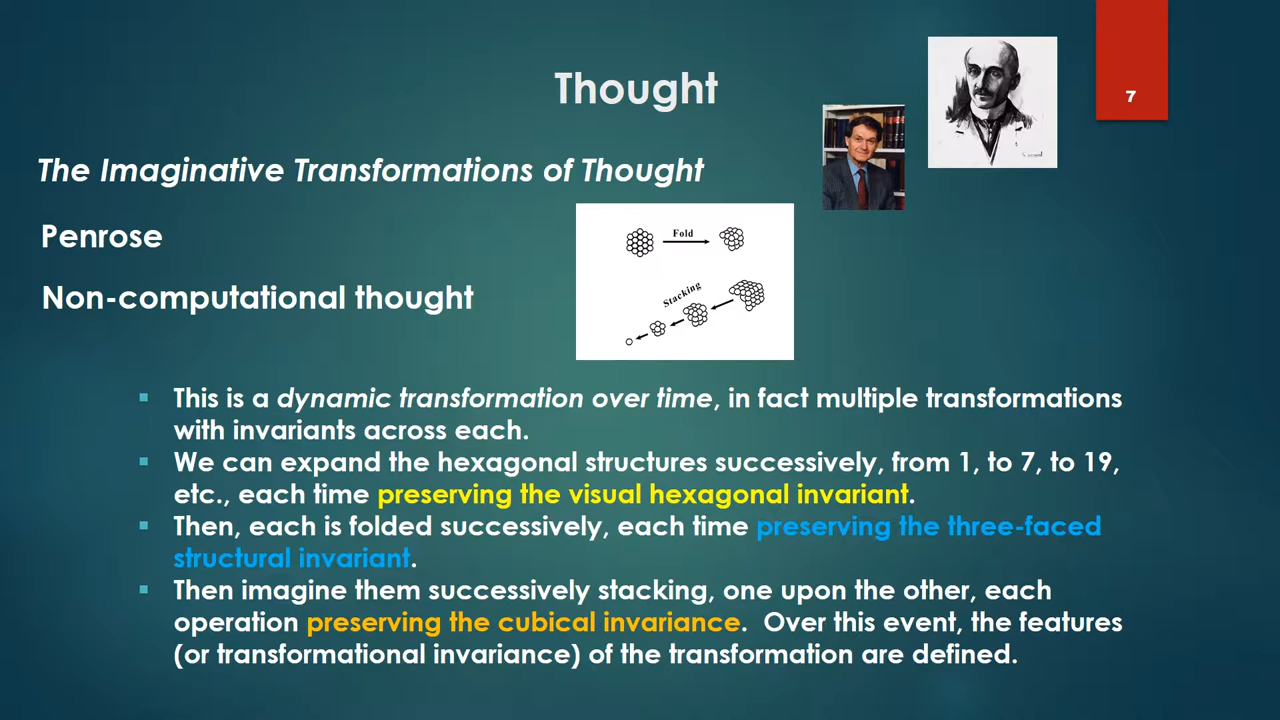 Thought
7
The Imaginative Transformations of Thought
Penrose
Non-computational thought
Fold
Stacking
This is a dynamic transformation over time, in fact multiple transformations
with invariants across each.
We can expand the hexagonal structures successively, from 1, to 7, to 19,
etc., each time preserving the visual hexagonal invariant.
Then, each is folded successively, each time preserving the three-faced
structural invariant.
Then imagine them successively stacking, one upon the other, each
operation preserving the cubical invariance. Over this event, the features
(or transformational invariance) of the transformation are defined.